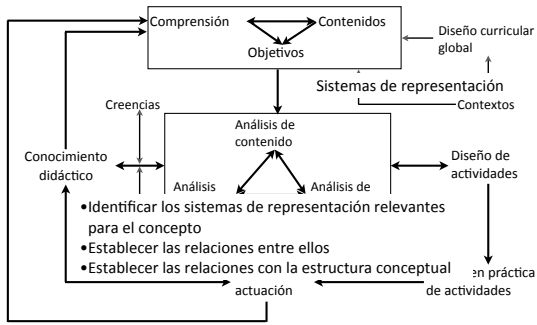 Comprensión
Contenidos
Objetivos
Diseño curricular
global
Sistemas de representación
Contextos
Creencias
Análisis de
contenido
Conocimiento
didáctico
Diseño de
actividades
Análisis
Análisis de
•Identificar los sistemas de representación relevantes
para el concepto
•Establecer las relaciones entre ellos
•Establecer las relaciones con la estructura conceptual
en práctica
actuación
de actividades